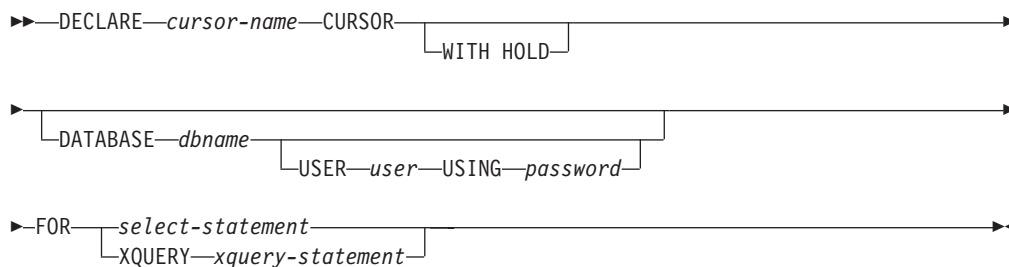 DECLARE cursor-name CURSOR
WITH HOLD
DATABASE dbname
USER user USING password
FOR select-statement
XQUERY xquery-statement